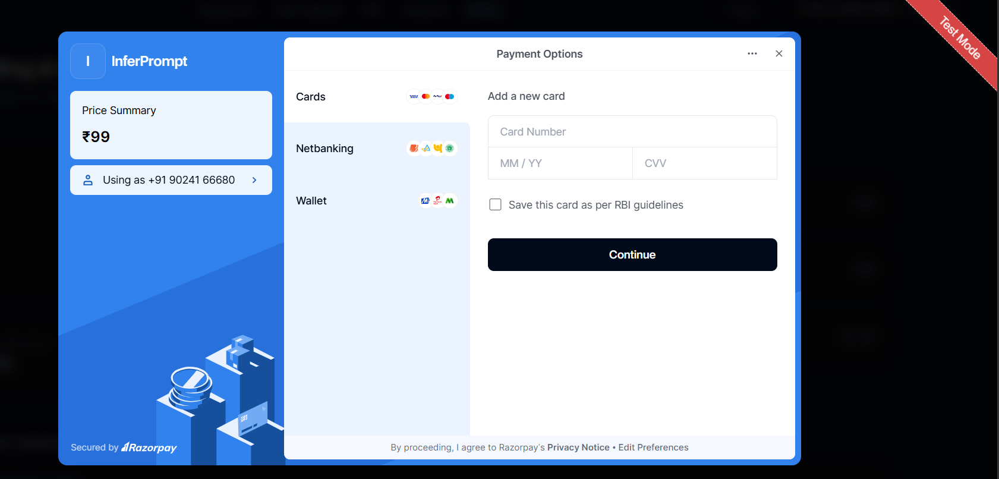 Test Mode
I
InferPrompt
Price Summary
₹99
Using as +91 90241 66680
Secured by Razorpay
Payment Options
Cards
VISA
Netbanking
Wallet
Add a new card
Card Number
MM / YY
CVV
Save this card as per RBI guidelines
Continue
By proceeding, I agree to Razorpay's Privacy Notice • Edit Preferences